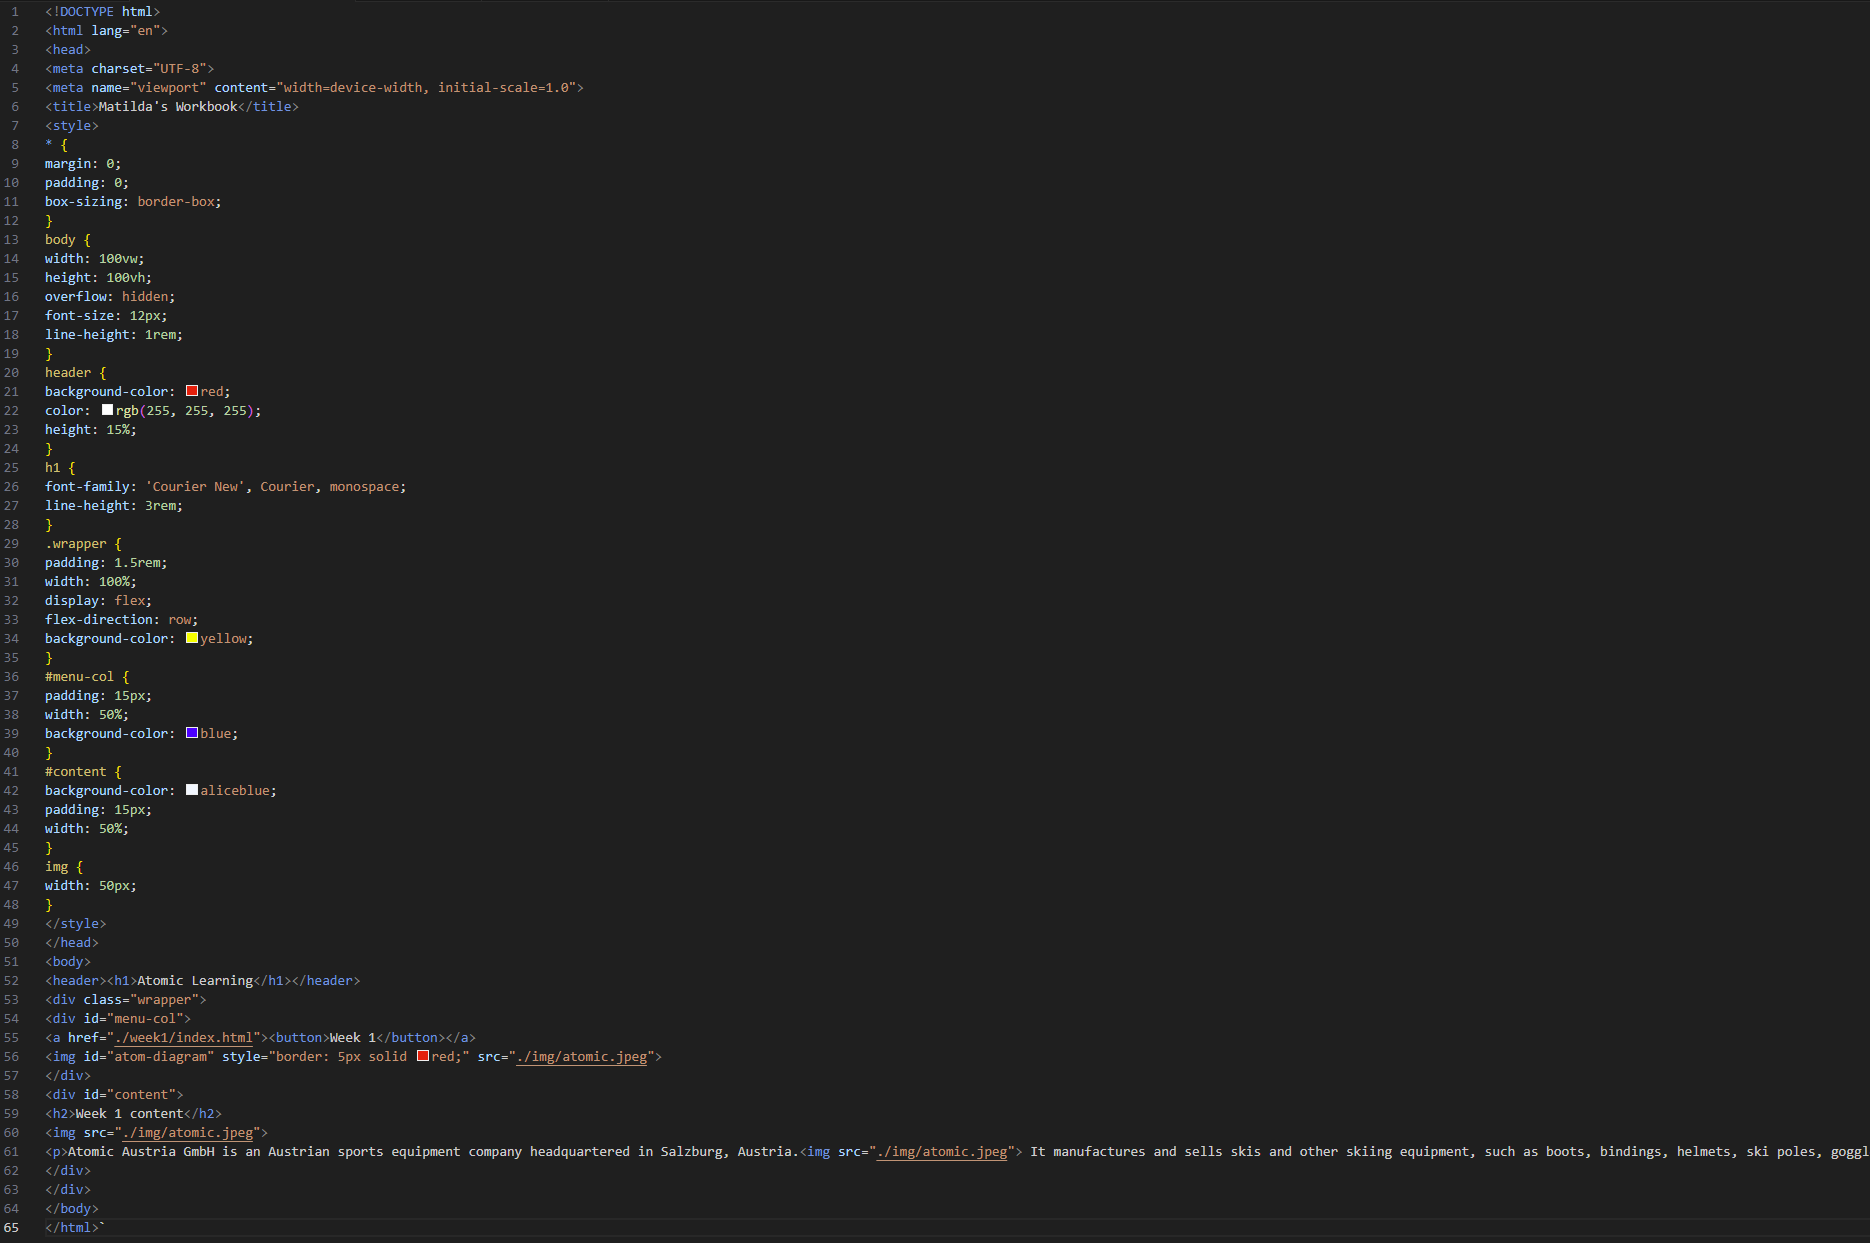 1 <!DOCTYPE html>
2 <html lang="en">
3 <head>
4 <meta charset="UTF-8">
5 <meta name="viewport" content="width=device-width, initial-scale=1.0">
6 <title>Matilda's Workbook</title>
7 <style>
8 * {
9 margin: 0;
10 padding: 0;
11 box-sizing: border-box;
12 }
13 body {
14 width: 100vw;
15 height: 100vh;
16 overflow: hidden;
17 font-size: 12px;
18 line-height: 1rem;
19 }
20 header {
21 background-color: red;
22 color: rgb(255, 255, 255);
23 height: 15%;
24 }
25 h1 {
26 font-family: 'Courier New', Courier, monospace;
27 line-height: 3rem;
28 }
29 .wrapper {
30 padding: 1.5rem;
31 width: 100%;
32 display: flex;
33 flex-direction: row;
34 background-color: yellow;
35 }
36 #menu-col {
37 padding: 15px;
38 width: 50%;
39 background-color: blue;
40 }
41 #content {
42 background-color: aliceblue;
43 padding: 15px;
44 width: 50%;
45 }
46 img {
47 width: 50px;
48 }
49 </style>
50 </head>
51 <body>
52 <header><h1>Atomic Learning</h1></header>
53 <div class="wrapper">
54 <div id="menu-col">
55 <a href="./week1/index.html"><button>Week 1</button></a>
56 <img id="atom-diagram" style="border: 5px solid red;" src="./img/atomic.jpeg">
57 </div>
58 <div id="content">
59 <h2>Week 1 content</h2>
60 <img src="./img/atomic.jpeg">
61 <p>Atomic Austria GmbH is an Austrian sports equipment company headquartered in Salzburg, Austria.<img src="./img/atomic.jpeg"> It manufactures and sells skis and other skiing equipment, such as boots, bindings, helmets, ski poles, goggl
62 </div>
63 </div>
64 </body>
65 </html>`